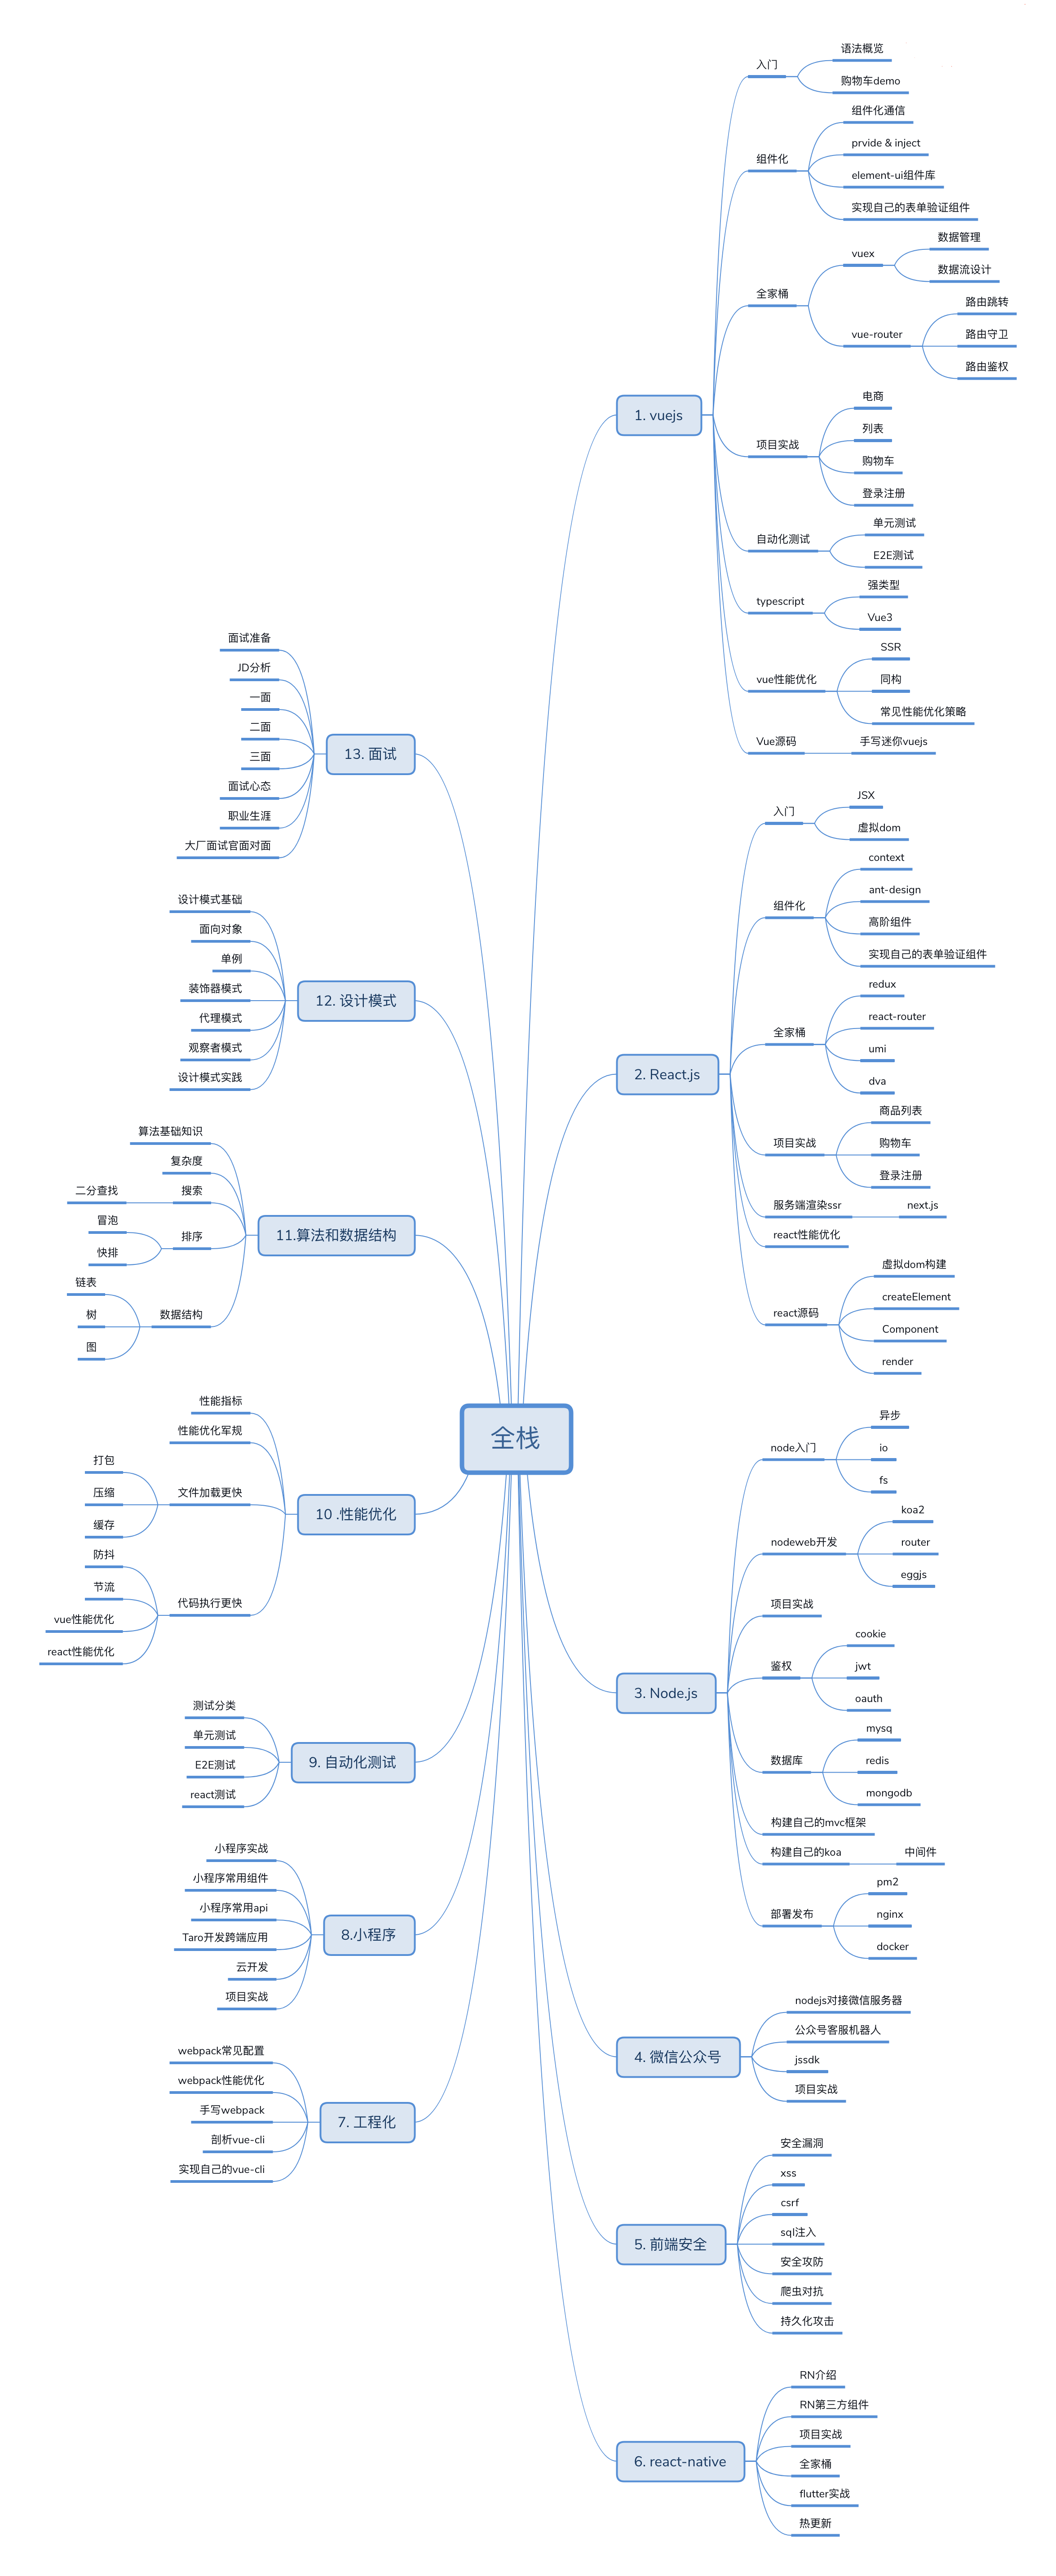 全栈
1. vuejs
入门
语法概览
购物车demo
组件化
组件化通信
prvide & inject
element-ui组件库
实现自己的表单验证组件
全家桶
vuex
数据管理
数据流设计
vue-router
路由跳转
路由守卫
路由鉴权
项目实战
电商
列表
购物车
登录注册
自动化测试
单元测试
E2E测试
typescript
强类型
Vue3
vue性能优化
SSR
同构
常见性能优化策略
Vue源码
手写迷你vuejs
2. React.js
入门
JSX
虚拟dom
组件化
context
ant-design
高阶组件
实现自己的表单验证组件
全家桶
redux
react-router
umi
dva
项目实战
商品列表
购物车
登录注册
服务端渲染ssr
next.js
react性能优化
react源码
虚拟dom构建
createElement
Component
render
3. Node.js
node入门
异步
io
fs
nodeweb开发
koa2
router
eggjs
项目实战
鉴权
cookie
jwt
oauth
数据库
mysq
redis
mongodb
构建自己的mvc框架
构建自己的koa
中间件
部署发布
pm2
nginx
docker
4. 微信公众号
nodejs对接微信服务器
公众号客服机器人
jssdk
项目实战
5. 前端安全
安全漏洞
xss
csrf
sql注入
安全攻防
爬虫对抗
持久化攻击
6. react-native
RN介绍
RN第三方组件
项目实战
全家桶
flutter实战
热更新
7. 工程化
webpack常见配置
webpack性能优化
手写webpack
剖析vue-cli
实现自己的vue-cli
8.小程序
小程序实战
小程序常用组件
小程序常用api
Taro开发跨端应用
云开发
项目实战
9. 自动化测试
测试分类
单元测试
E2E测试
react测试
10 .性能优化
性能指标
性能优化军规
文件加载更快
打包
压缩
缓存
代码执行更快
防抖
节流
vue性能优化
react性能优化
11.算法和数据结构
算法基础知识
复杂度
搜索
二分查找
排序
冒泡
快排
数据结构
链表
树
图
12. 设计模式
设计模式基础
面向对象
单例
装饰器模式
代理模式
观察者模式
设计模式实践
13. 面试
面试准备
JD分析
一面
二面
三面
面试心态
职业生涯
大厂面试官面对面